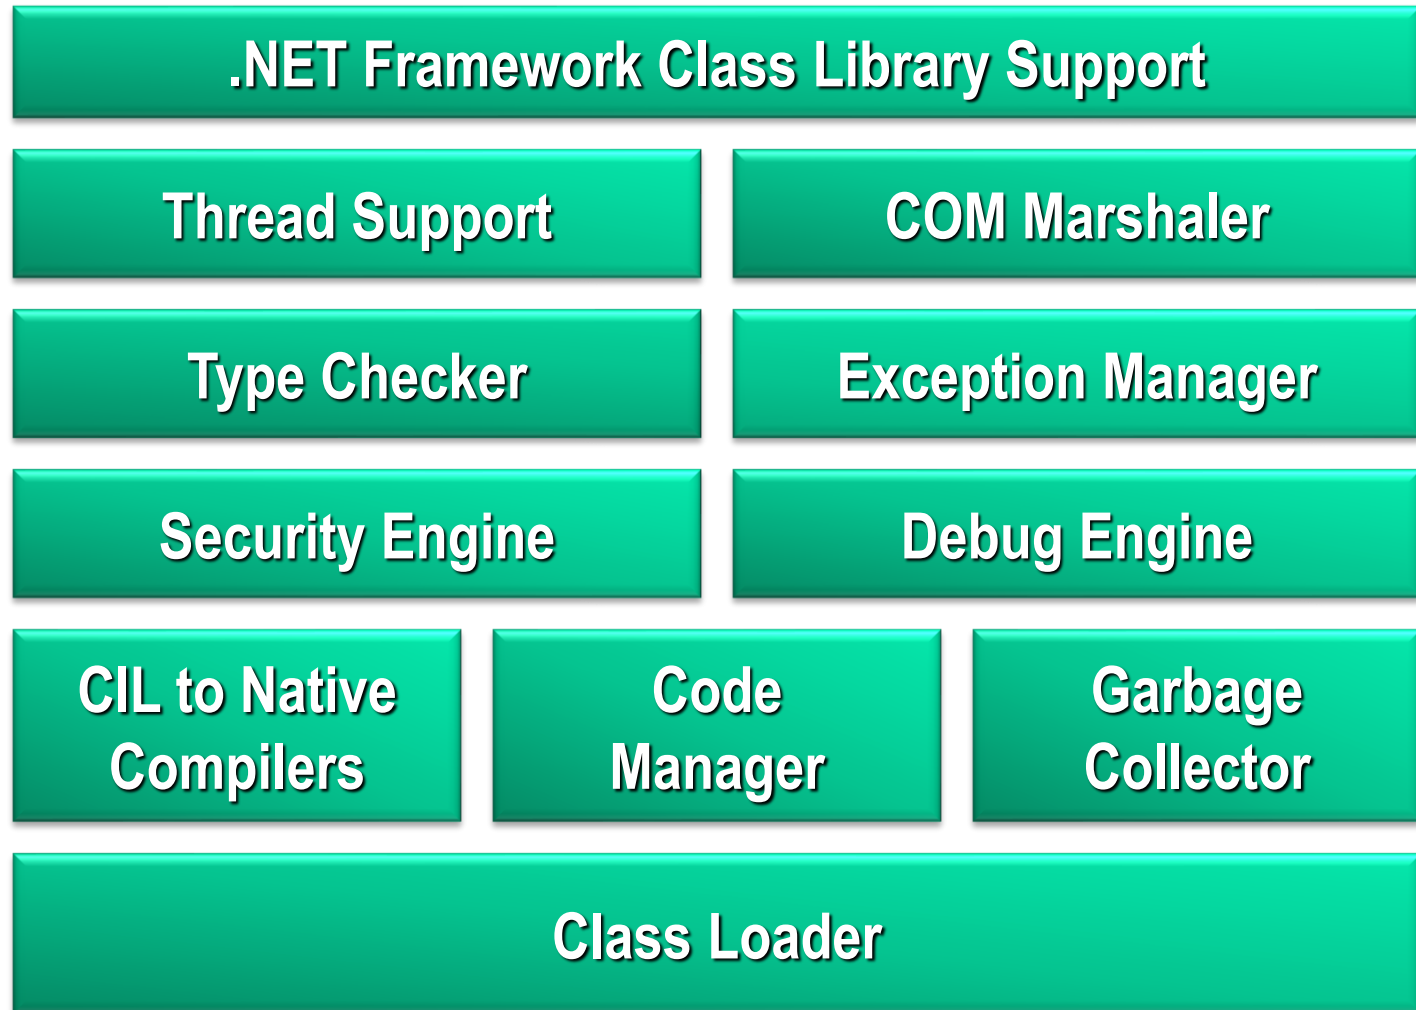 .NET Framework Class Library Support
Thread Support
COM Marshaler
Type Checker
Exception Manager
Security Engine
Debug Engine
CIL to Native
Compilers
Code
Manager
Garbage
Collector
Class Loader